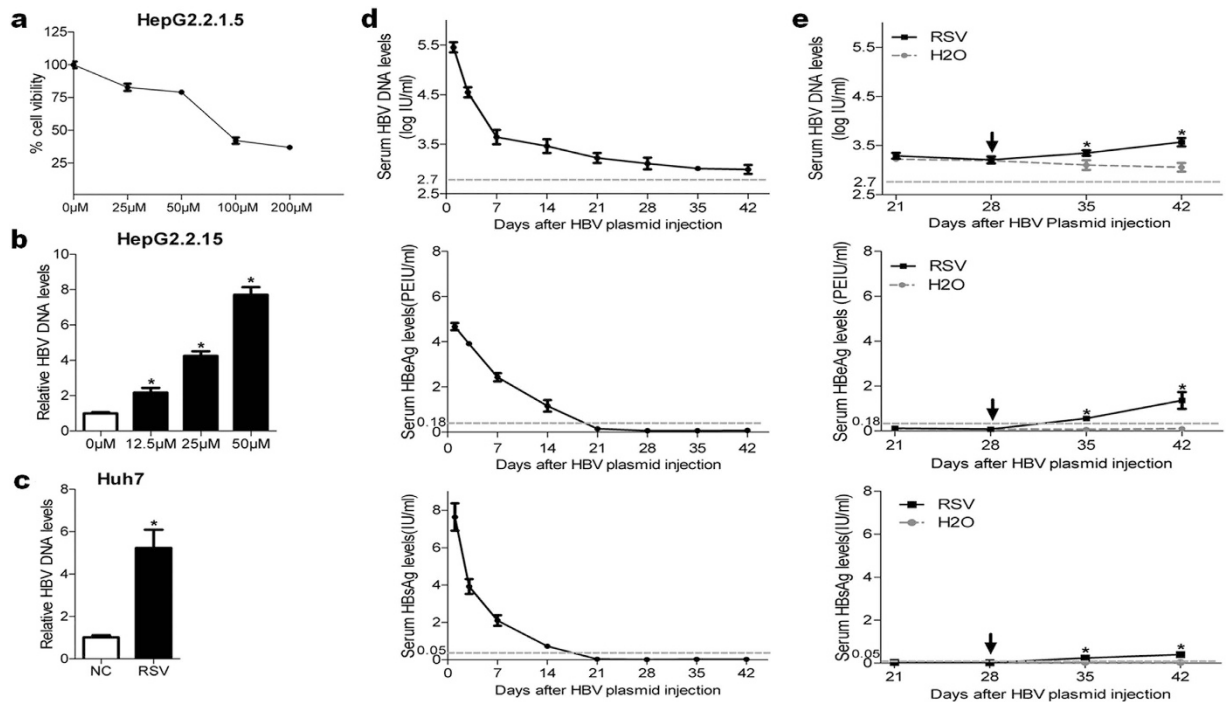 a
HepG2.2.1.5
% cell vibility
125
100
75
50
25
0µM
25µM
50µM
100µM
200µM
b
HepG2.2.15
Relative HBV DNA levels
10
8
6
4
2
0
*
*
*
0µM
12.5µM
25µM
50µM
c
Huh7
Relative HBV DNA levels
8
6
4
2
0
*
NC
RSV
d
Serum HBV DNA levels
(log IU/ml)
5.5
4.5
3.5
2.7
2.5
0
7
14
21
28
35
42
Days after HBV plasmid injection
Serum HBeAg levels(PEIU/ml)
8
6
4
2
0.18
0
0
7
14
21
28
35
42
Days after HBV plasmid injection
Serum HBsAg levels(IU/ml)
8
6
4
2
0.05
0
0
7
14
21
28
35
42
Days after HBV plasmid injection
e
Serum HBV DNA levels
(log IU/ml)
5.5
4.5
3.5
2.7
2.5
RSV
H2O
*
*
21
28
35
42
Days after HBV Plasmid injection
Serum HBeAg levels (PEIU/ml)
8
6
4
2
0.18
0
RSV
H2O
*
*
21
28
35
42
Days after HBV plasmid injection
Serum HBsAg levels(IU/ml)
8
6
4
2
0.05
0
RSV
H2O
*
*
21
28
35
42
Days after HBV plasmid injection